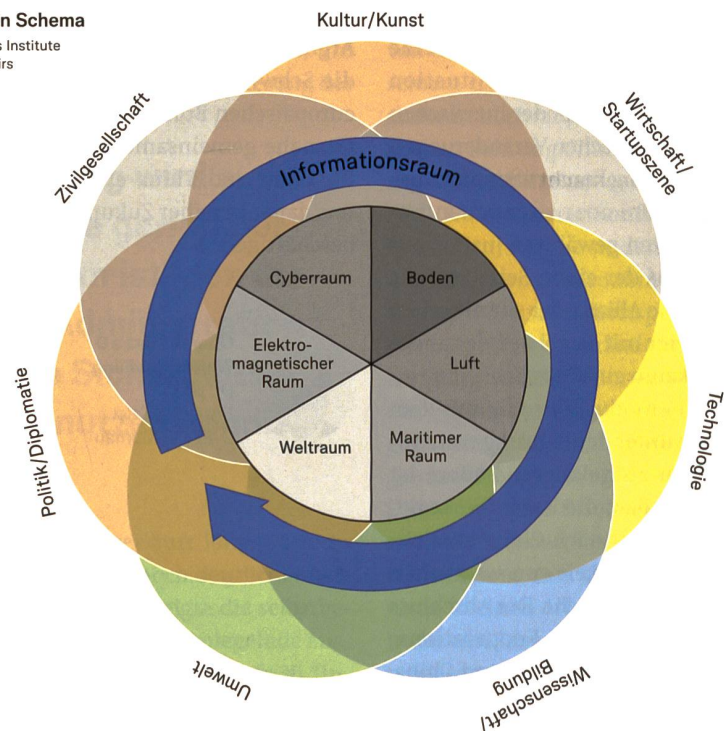 n Schema
s Institute
irs
Kultur/Kunst
Wirtschaft/
Startupszene
Technologie
Wissenschaft/
Bildung
Umwelt
Politik/Diplomatie
Zivilgesellschaft
Informationsraum
Cyberraum
Boden
Elektro-
magnetischer
Raum
Luft
Weltraum
Maritimer
Raum